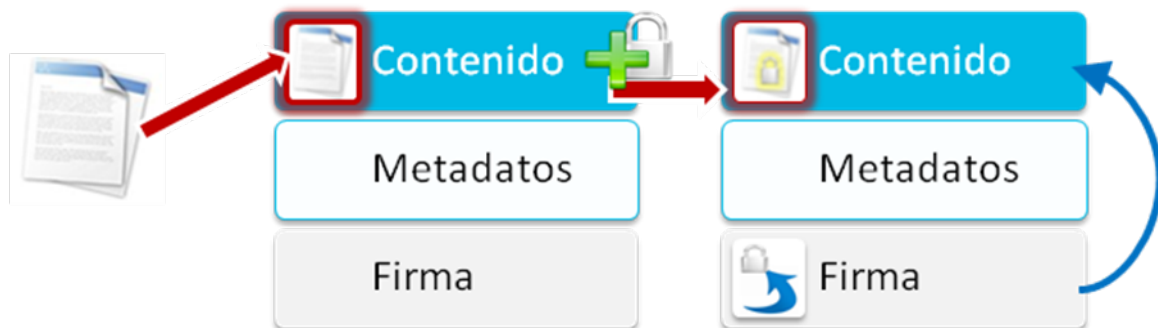 Contenido
Metadatos
Firma
Contenido
Metadatos
Firma